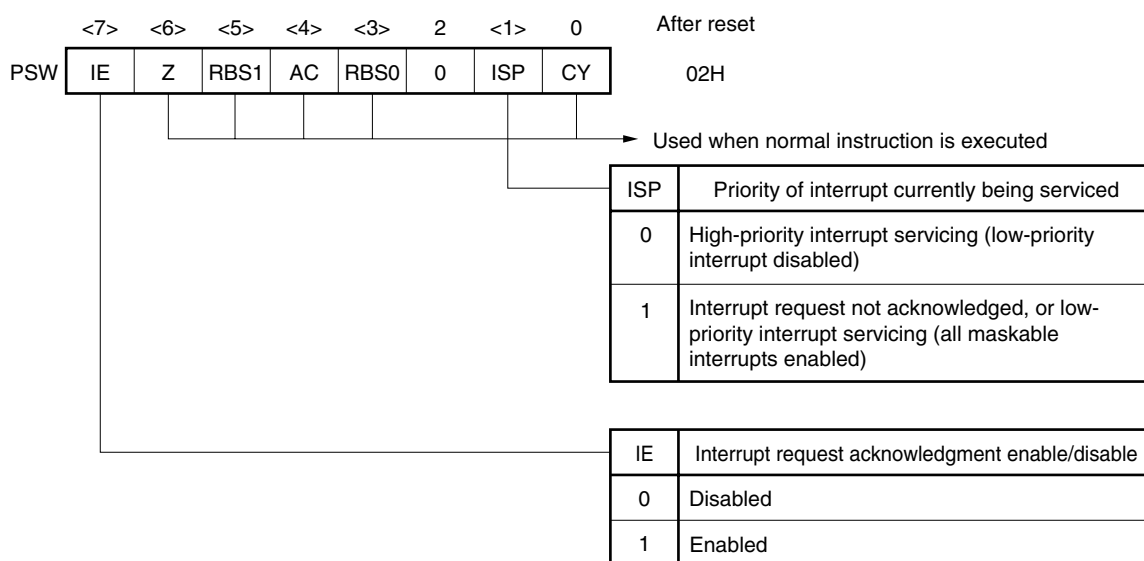 <7> <6> <5> <4> <3> 2 <1> 0 After reset
PSW IE Z RBS1 AC RBS0 0 ISP CY 02H
Used when normal instruction is executed
ISP Priority of interrupt currently being serviced
0 High-priority interrupt servicing (low-priority
interrupt disabled)
1 Interrupt request not acknowledged, or low-
priority interrupt servicing (all maskable
interrupts enabled)
IE Interrupt request acknowledgment enable/disable
0 Disabled
1 Enabled